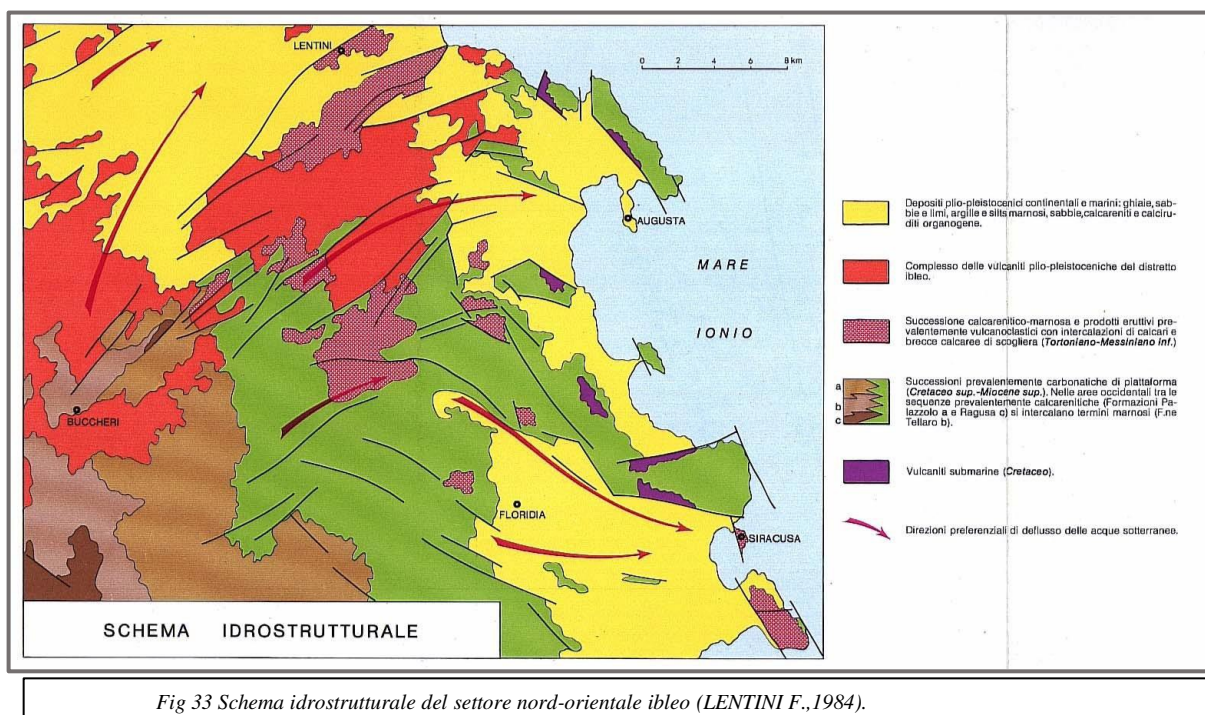 LENTINI
0 2 4 6 8 km
AUGUSTA
MARE
IONIO
BUCCHERI
FLORIDIA
SIRACUSA
SCHEMA IDROSTRUTTURALE
Depositi plio-pleistocenici continentali e marini: ghiaie, sab-
bie e limi, argille e silts marnosi, sabbie, calcareniti e calciru-
diti organogene.
Complesso delle vulcaniti plio-pleistoceniche del distretto
ibleo.
Successione calcarenitico-marnosa e prodotti eruttivi pre-
valentemente vulcanoclastici con intercalazioni di calcari e
brecce calcaree di scogliera (Tortoniano-Messiniano inf.)
a
b
c
Successioni prevalentemente carbonatiche di piattaforma
(Cretaceo sup.-Miocene sup.). Nelle aree occidentali tra le
sequenze prevalentemente calcarenitiche (Formazioni Pa-
lazzolo a e Ragusa c) si intercalano termini marnosi (F.ne
Tellaro b).
Vulcaniti submarine (Cretaceo).
Direzioni preferenziali di deflusso delle acque sotterranee.
Fig 33 Schema idrostrutturale del settore nord-orientale ibleo (LENTINI F.,1984).